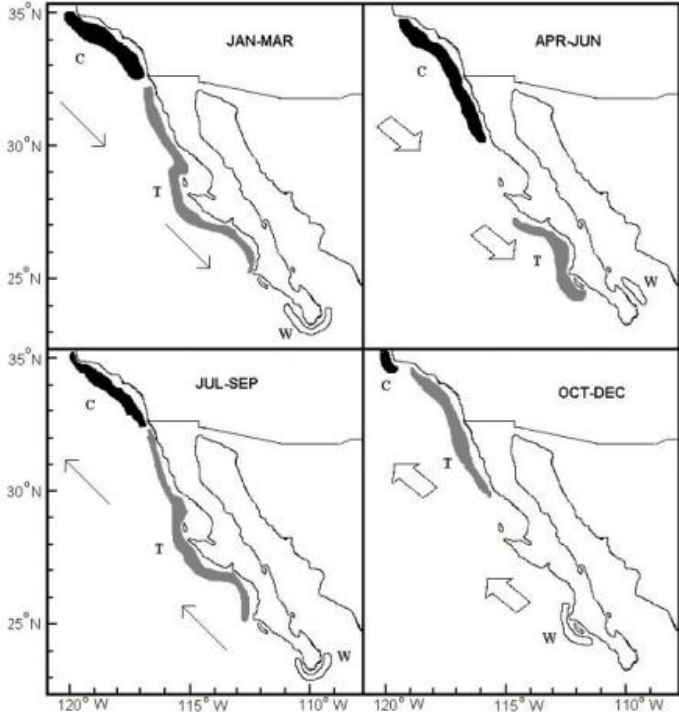 35°N
JAN-MAR
APR-JUN
C
C
30°N
T
25°N
T
W
W
35°N
JUL-SEP
OCT-DEC
C
C
T
30°N
T
25°N
W
W
120°W
115°W
110°W
120°W
115°W
110°W